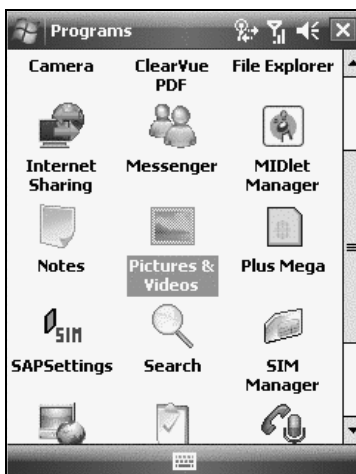 Programs
Camera ClearVue PDF File Explorer
Internet Sharing Messenger MIDlet Manager
Notes Pictures & Videos Plus Mega
SIM
SAPSettings Search SIM Manager